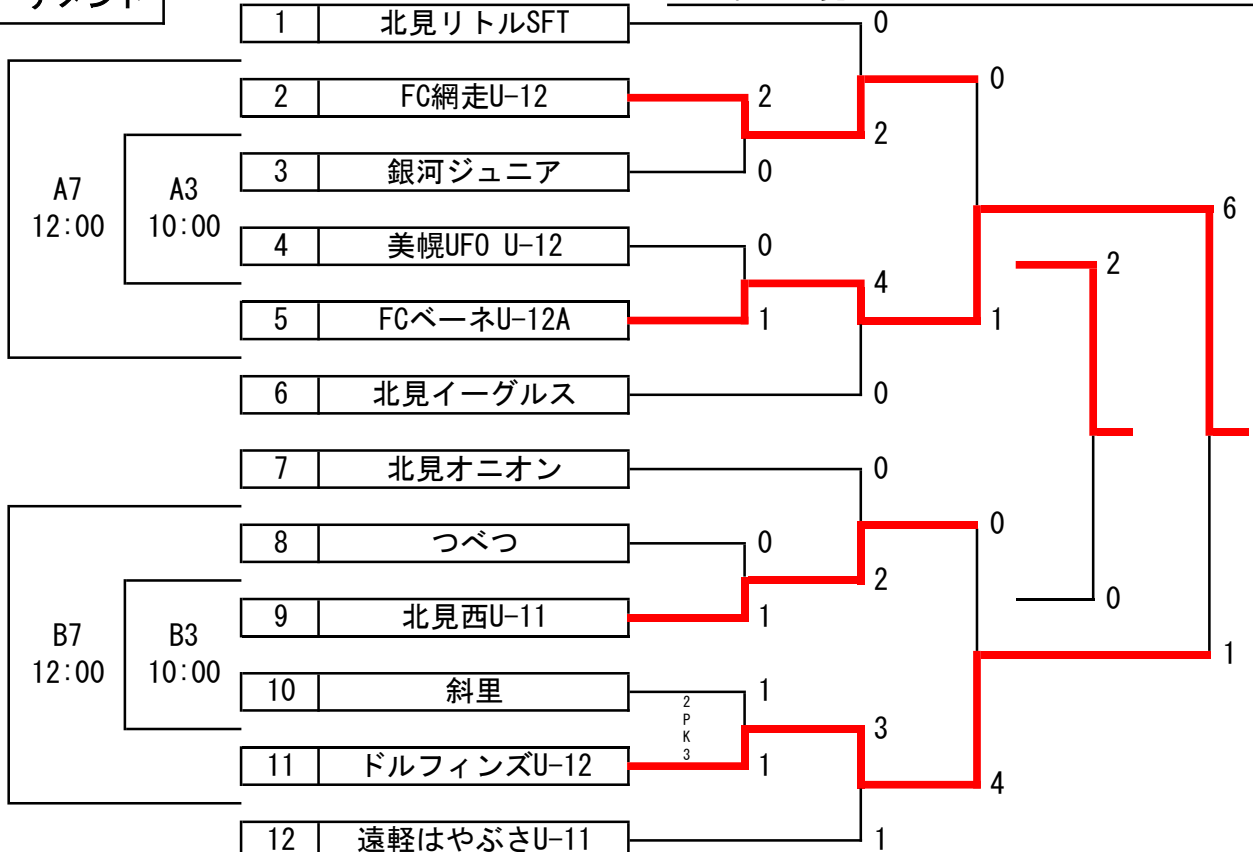 1 北見リトルSFT 0
0
2 FC網走U-12 2
2
3 銀河ジュニア 0
A7
12:00
A3
10:00
6
4 美幌UFO U-12 0
2
4
5 FCベーネU-12A 1
1
6 北見イーグルス 0
7 北見オニオン 0
0
8 つべつ 0
2
0
9 北見西U-11 1
B7
12:00
B3
10:00
1
10 斜里 1
2
P
K
3
3
11 ドルフィンズU-12 1
4
12 遠軽はやぶさU-11 1